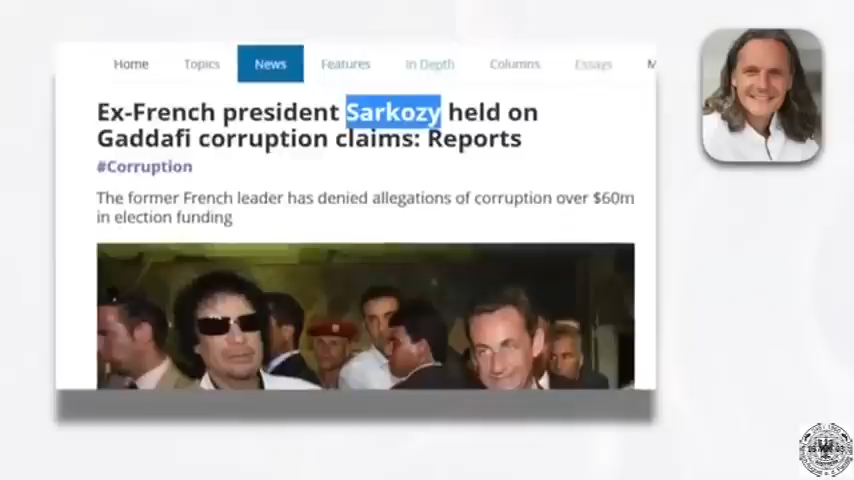 Home Topics News Features In Depth Columns Essays M
Ex-French president Sarkozy held on
Gaddafi corruption claims: Reports
#Corruption
The former French leader has denied allegations of corruption over $60m
in election funding